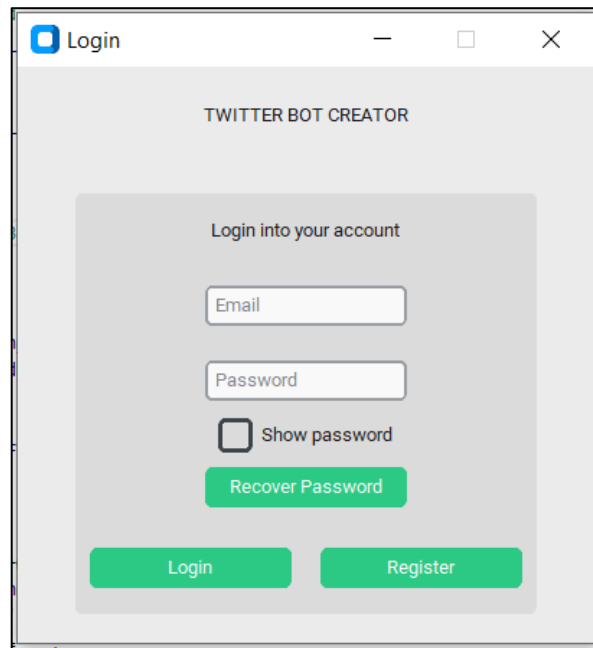 Login
TWITTER BOT CREATOR
Login into your account
Email
Password
Show password
Recover Password
Login Register